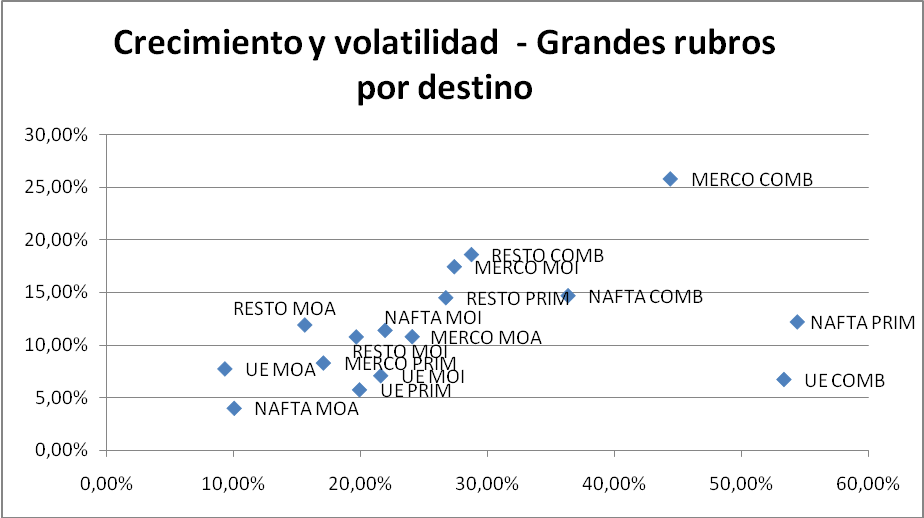 Crecimiento y volatilidad - Grandes rubros
por destino
30,00%
25,00%
20,00%
15,00%
10,00%
5,00%
0,00%
MERCO COMB
RESTO COMB
MERCO MOI
RESTO PRIM
NAFTA COMB
RESTO MOA
NAFTA MOI
NAFTA PRIM
MERCO MOA
RESTO MOI
MERCO PRIM
UE MOA
UE MOI
UE COMB
UE PRIM
NAFTA MOA
0,00%
10,00%
20,00%
30,00%
40,00%
50,00%
60,00%